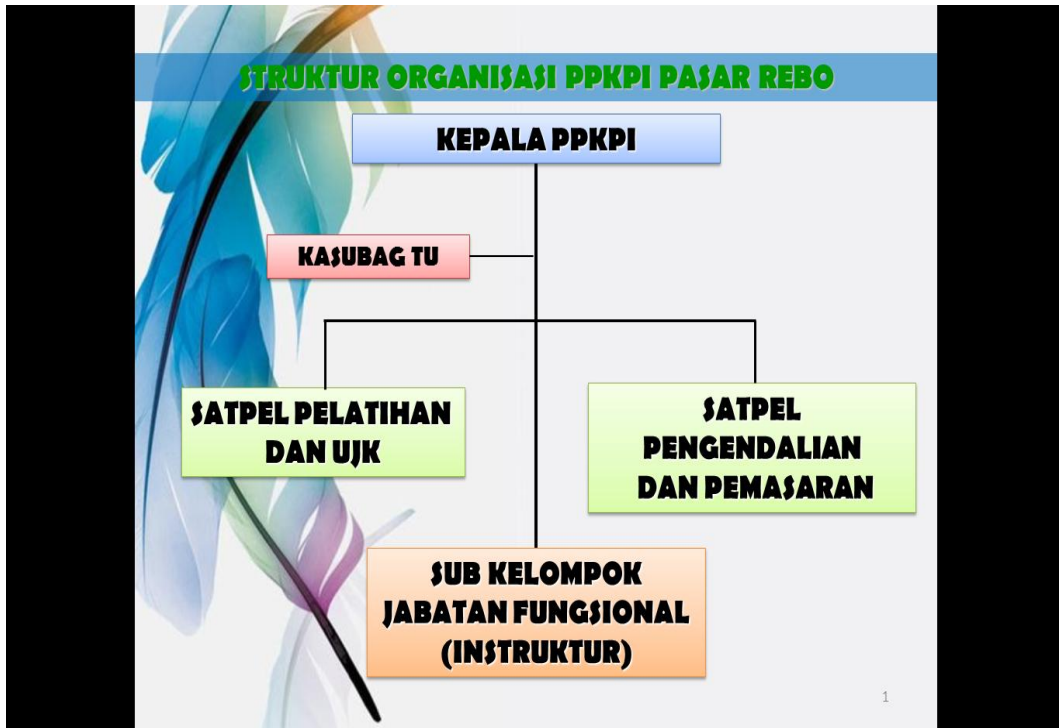 STRUKTUR ORGANISASI PPKPI PASAR REBO
KEPALA PPKPI
KASUBAG TU
SATPEL PELATIHAN
DAN UJK
SATPEL
PENGENDALIAN
DAN PEMASARAN
SUB KELOMPOK
JABATAN FUNGSIONAL
(INSTRUKTUR)
1